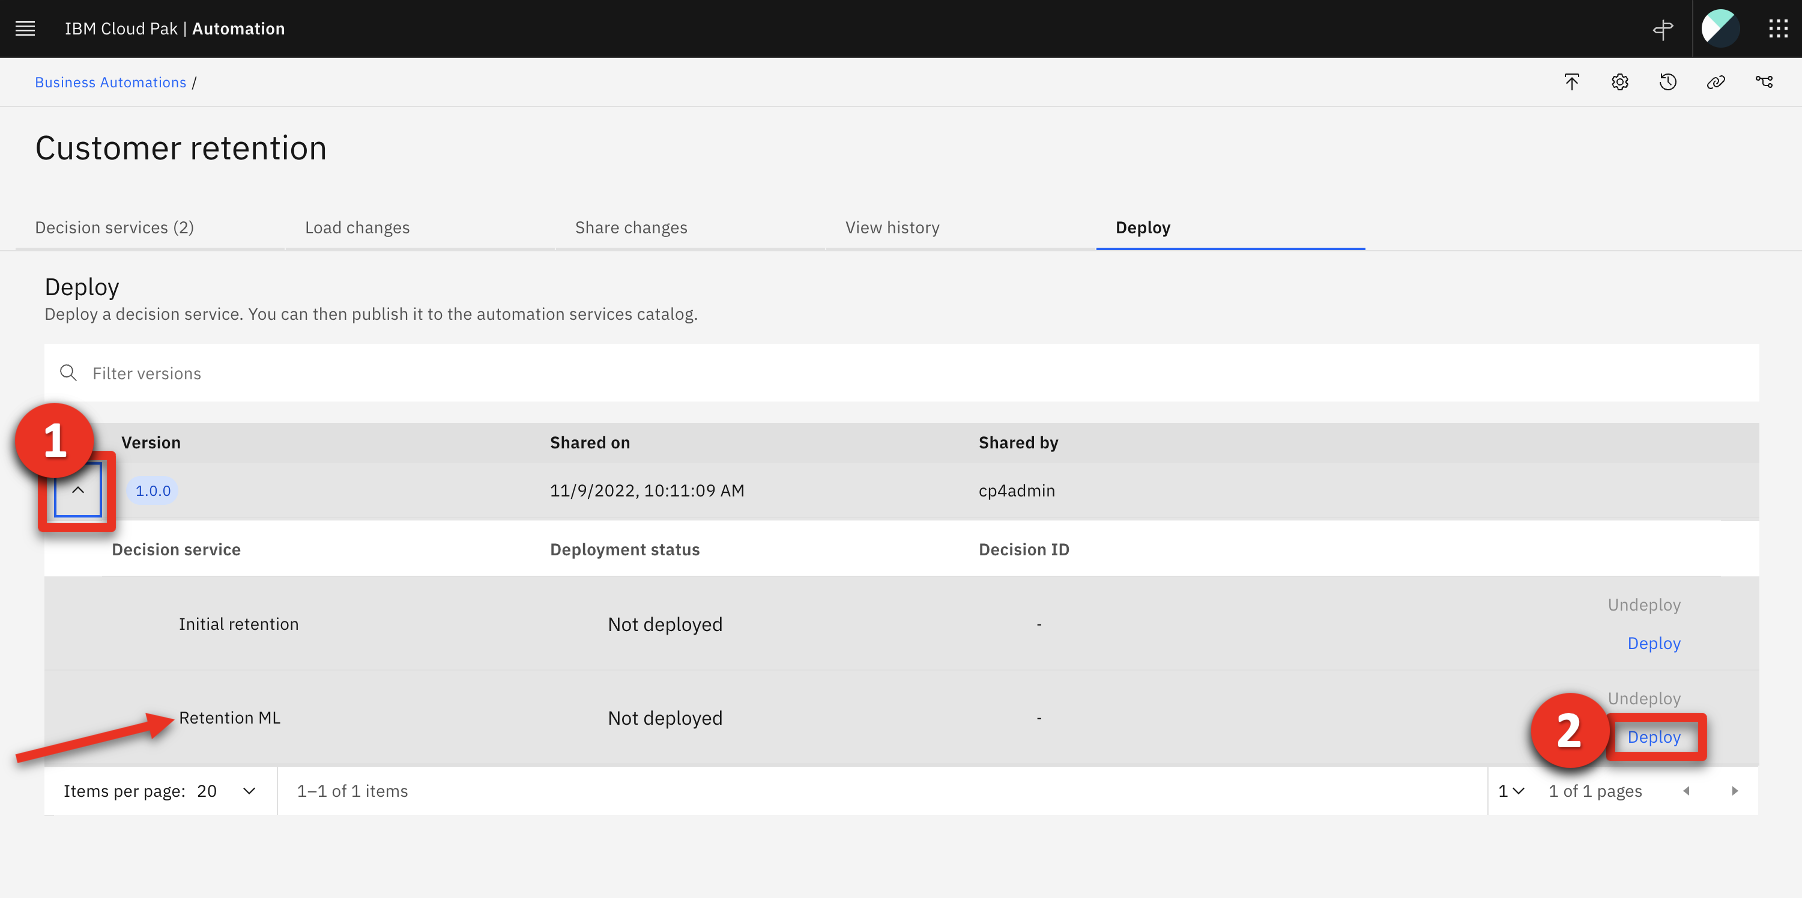 IBM Cloud Pak | Automation
Business Automations /
Customer retention
Decision services (2) Load changes Share changes View history Deploy
Deploy
Deploy a decision service. You can then publish it to the automation services catalog.
Filter versions
1
Version Shared on Shared by
1.0.0 11/9/2022, 10:11:09 AM cp4admin
Decision service Deployment status Decision ID
Undeploy
Initial retention Not deployed -
Deploy
Undeploy
Retention ML Not deployed -
2 Deploy
Items per page: 20 1–1 of 1 items 1 1 of 1 pages